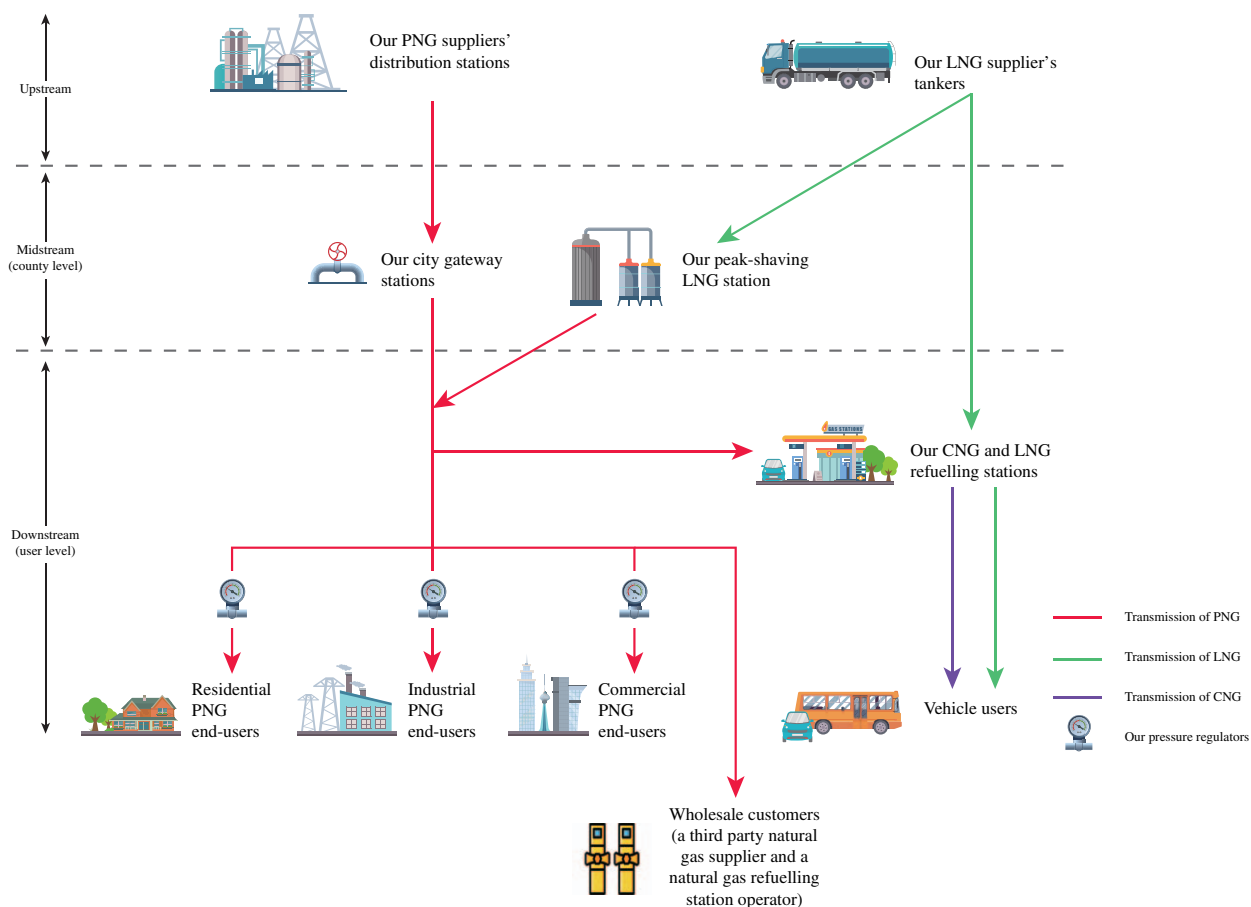 Our PNG suppliers’
distribution stations
Our LNG supplier’s
tankers
Upstream
Midstream
(county level)
Our city gateway
stations
Our peak-shaving
LNG station
GAS STATIONS
Our CNG and LNG
refuelling stations
Downstream
(user level)
Transmission of PNG
Transmission of LNG
Transmission of CNG
Our pressure regulators
Residential
PNG
end-users
Industrial
PNG
end-users
Commercial
PNG
end-users
Vehicle users
Wholesale customers
(a third party natural
gas supplier and a
natural gas refuelling
station operator)